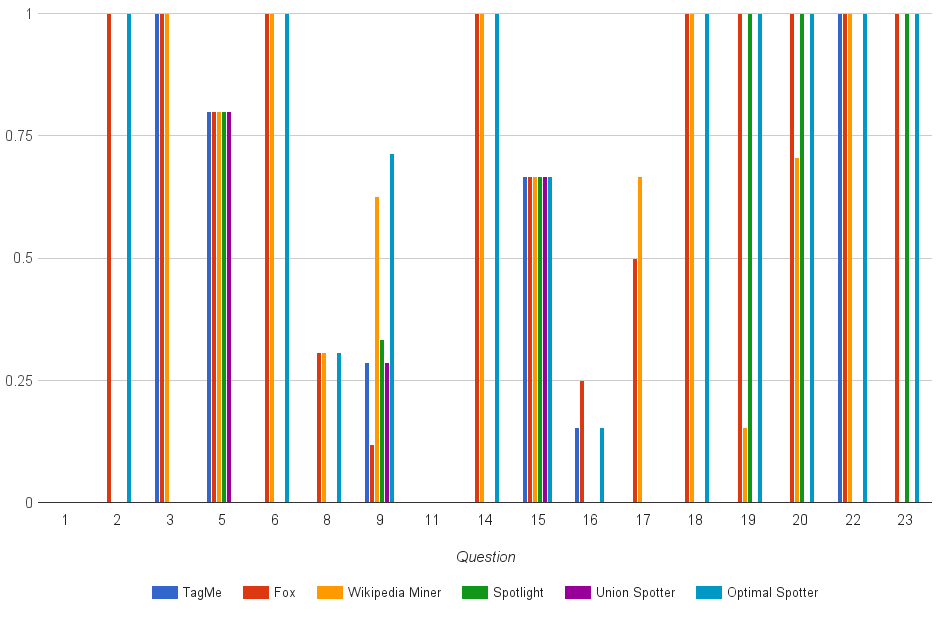 1
0.75
0.5
0.25
0
1 2 3 5 6 8 9 11 14 15 16 17 18 19 20 22 23
Question
TagMe Fox Wikipedia Miner Spotlight Union Spotter Optimal Spotter